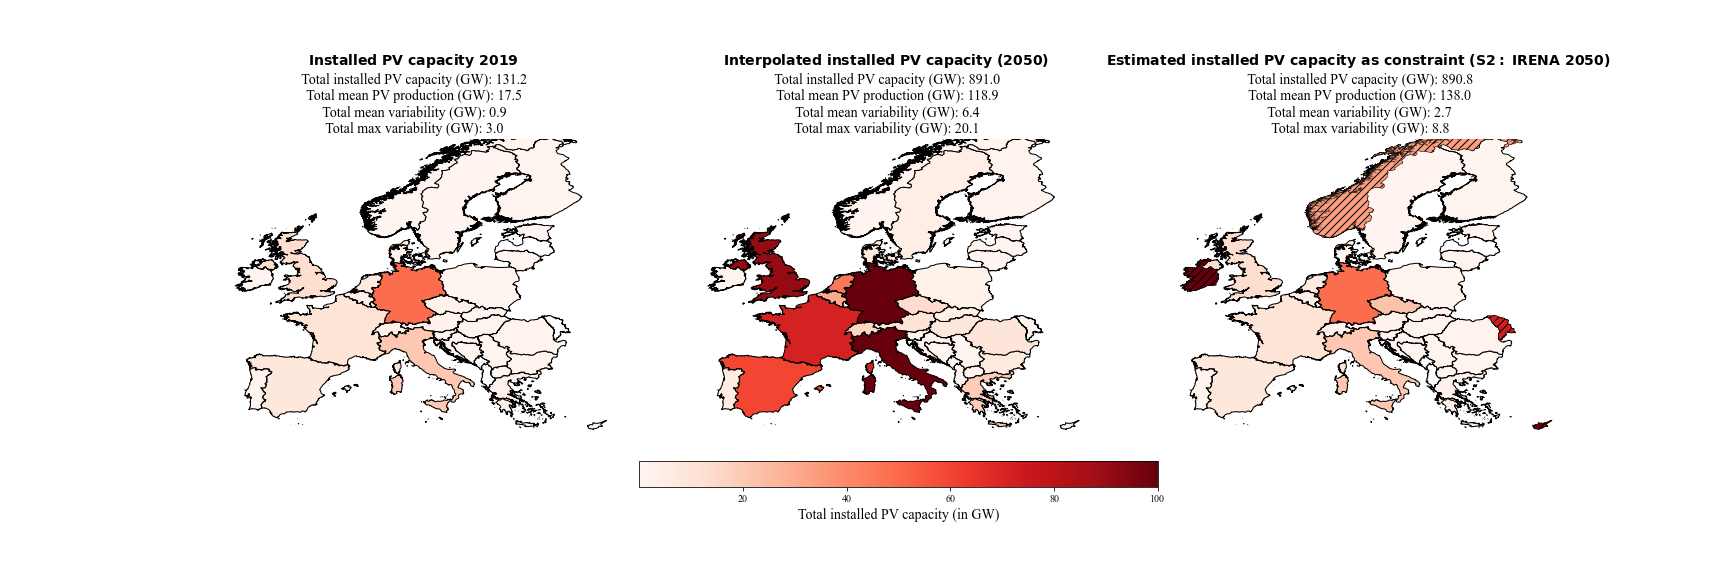 Installed PV capacity 2019
Total installed PV capacity (GW): 131.2
Total mean PV production (GW): 17.5
Total mean variability (GW): 0.9
Total max variability (GW): 3.0
Interpolated installed PV capacity (2050)
Total installed PV capacity (GW): 891.0
Total mean PV production (GW): 118.9
Total mean variability (GW): 6.4
Total max variability (GW): 20.1
Estimated installed PV capacity as constraint (S2 : IRENA 2050)
Total installed PV capacity (GW): 890.8
Total mean PV production (GW): 138.0
Total mean variability (GW): 2.7
Total max variability (GW): 8.8
20 40 60 80 100
Total installed PV capacity (in GW)